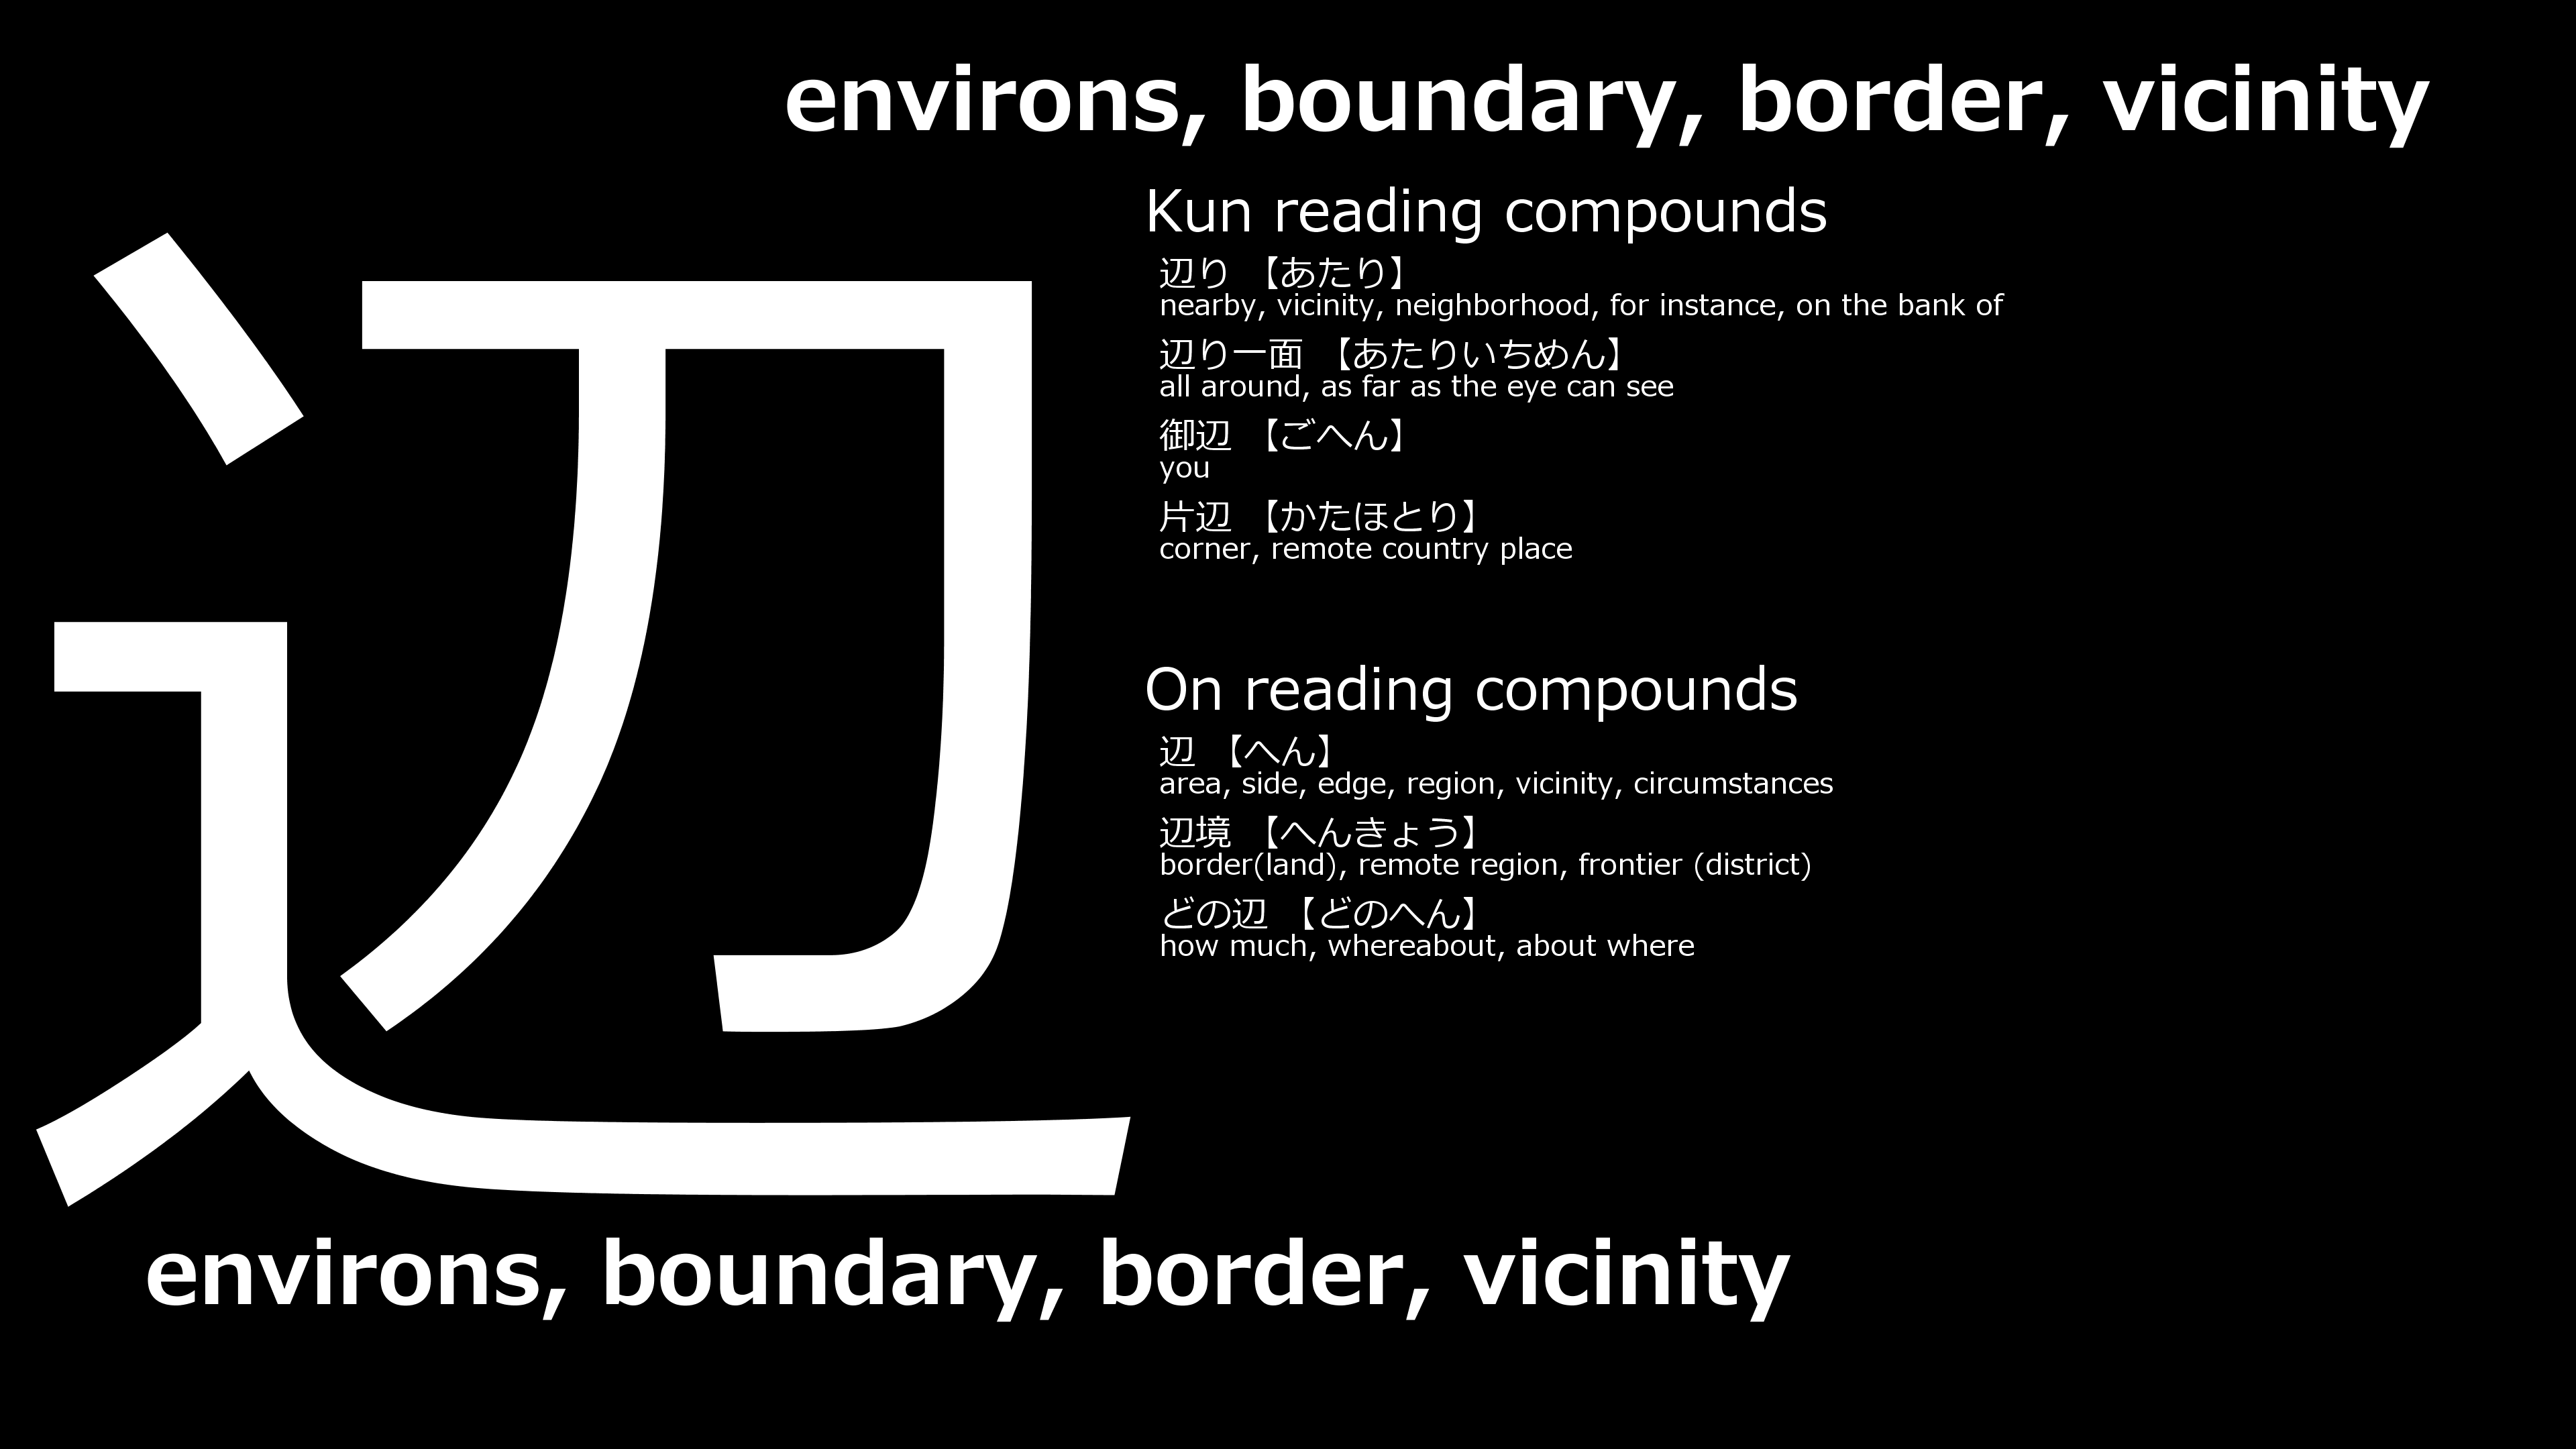 environs, boundary, border, vicinity
辺
Kun reading compounds
辺り 【あたり】
nearby, vicinity, neighborhood, for instance, on the bank of
辺り一面 【あたりいちめん】
all around, as far as the eye can see
御辺 【ごへん】
you
片辺 【かたほとり】
corner, remote country place
On reading compounds
辺 【へん】
area, side, edge, region, vicinity, circumstances
辺境 【へんきょう】
border(land), remote region, frontier (district)
どの辺 【どのへん】
how much, whereabout, about where
environs, boundary, border, vicinity